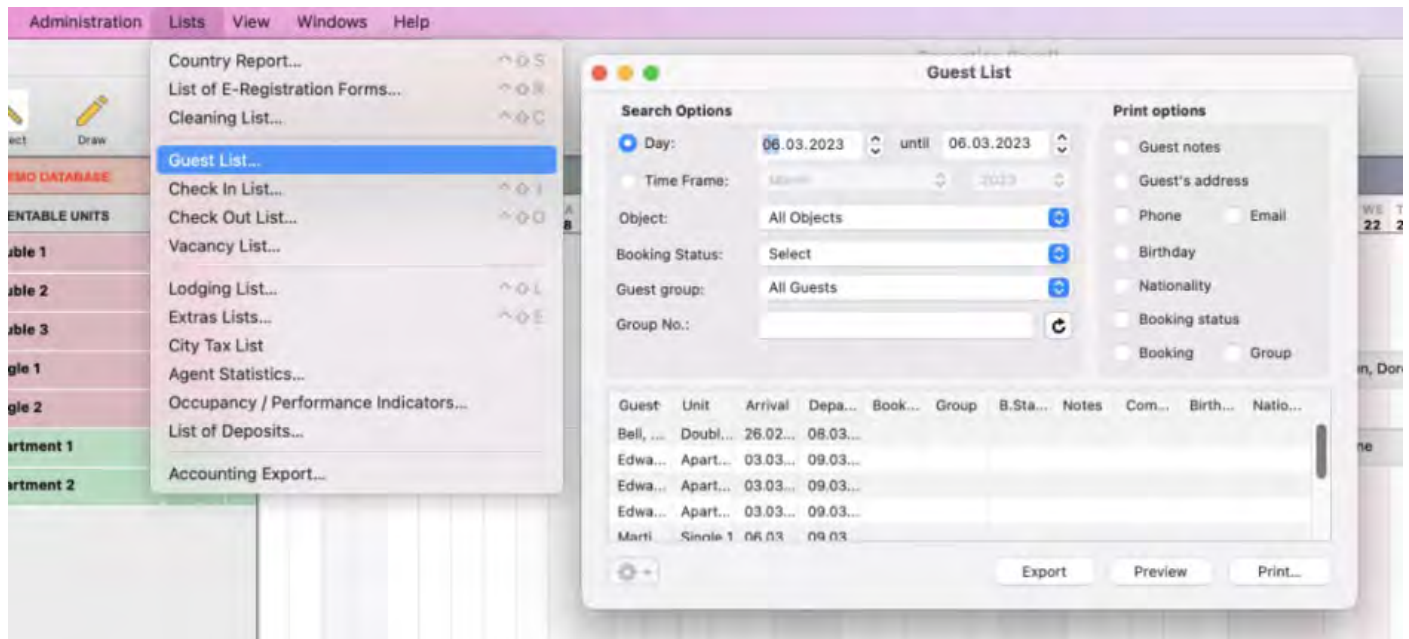 Administration Lists View Windows Help
Country Report... ^⇧S
List of E-Registration Forms... ^⇧R
Cleaning List... ^⇧C
Guest List...
Check In List... ^⇧I
Check Out List... ^⇧O
Vacancy List...
Lodging List... ^⇧L
Extras Lists... ^⇧E
City Tax List
Agent Statistics...
Occupancy / Performance Indicators...
List of Deposits...
Accounting Export...
ect Draw
EMO DATABASE
ENTABLE UNITS
uble 1
uble 2
uble 3
gle 1
gle 2
artment 1
artment 2
Guest List
Search Options
Day: 06.03.2023 until 06.03.2023
Time Frame: 2023
Object: All Objects
Booking Status: Select
Guest group: All Guests
Group No.:
Print options
Guest notes
Guest's address
Phone Email
Birthday
Nationality
Booking status
Booking Group
Guest Unit Arrival Depa... Book... Group B.Sta... Notes Com... Birth... Natio...
Bell, ... Doubl... 26.02... 08.03...
Edwa... Apart... 03.03... 09.03...
Edwa... Apart... 03.03... 09.03...
Edwa... Apart... 03.03... 09.03...
Marti Single 1 06.03 09.03
Export Preview Print...
WE T
22 2
n, Dor
ne